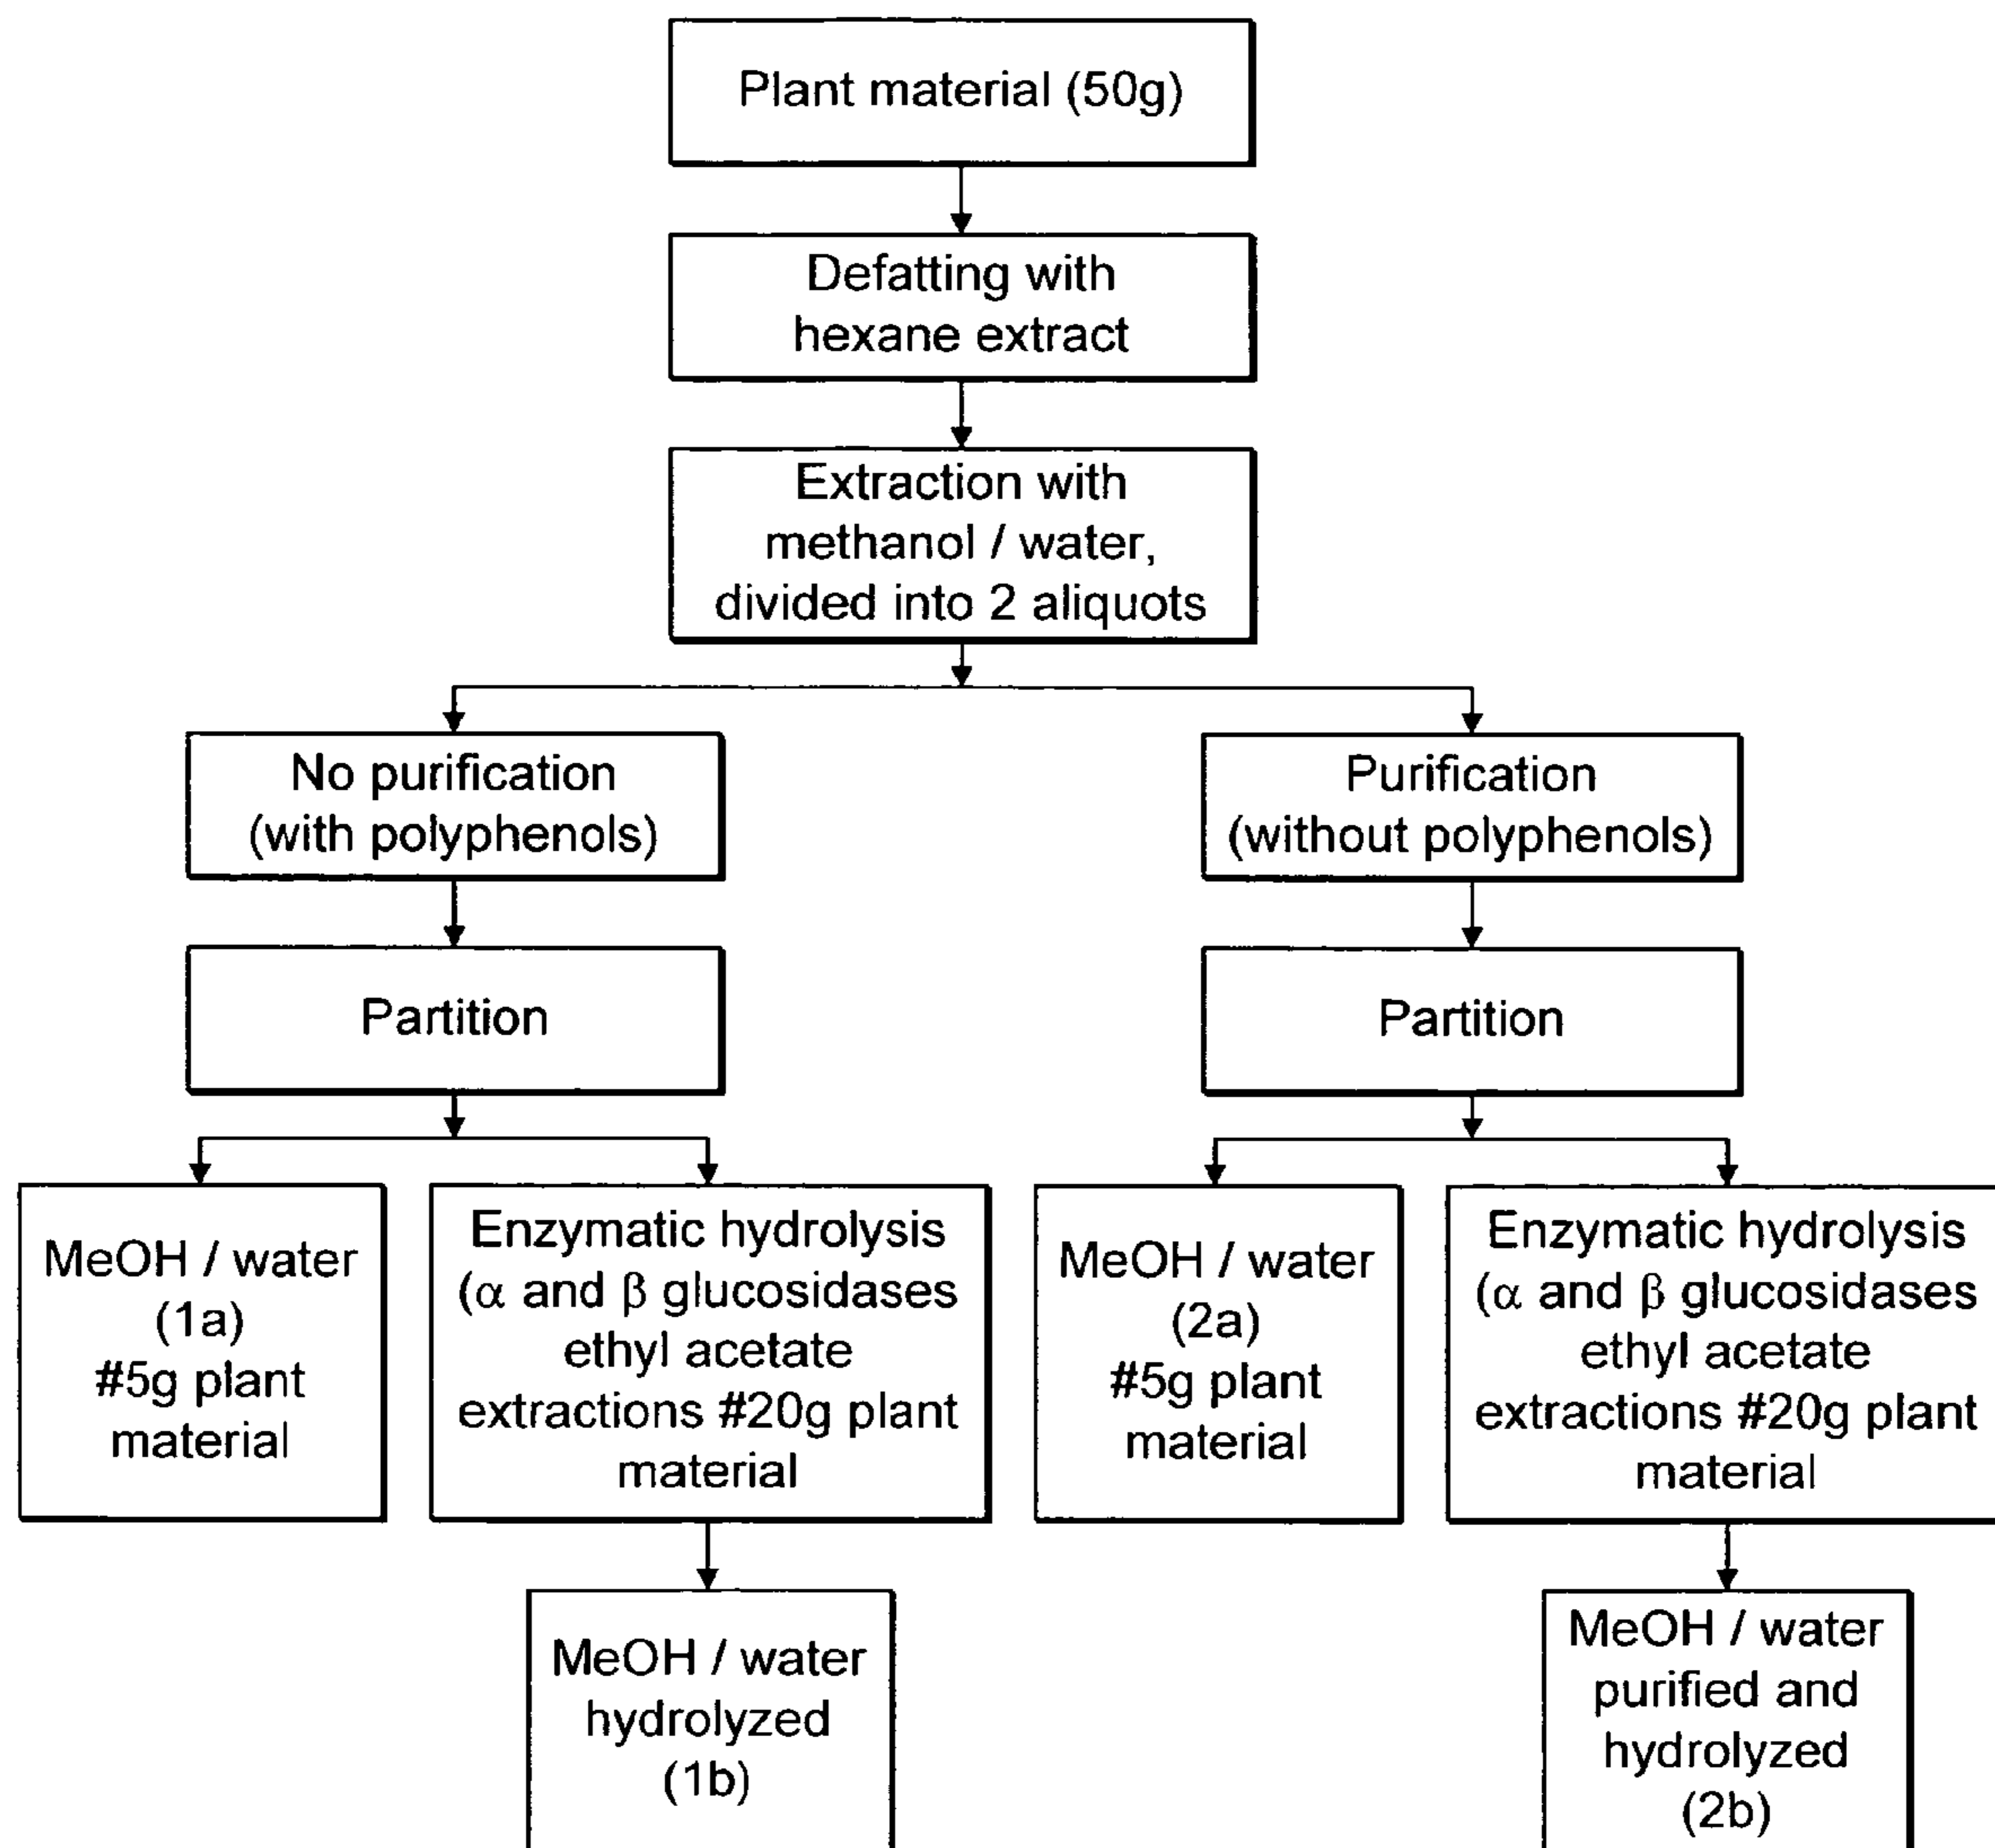 Plant material (50g)
Defatting with
hexane extract
Extraction with
methanol / water,
divided into 2 aliquots
No purification
(with polyphenols)
Purification
(without polyphenols)
Partition
Partition
MeOH / water
(1a)
#5g plant
material
Enzymatic hydrolysis
(α and β glucosidases
ethyl acetate
extractions #20g plant
material
MeOH / water
(2a)
#5g plant
material
Enzymatic hydrolysis
(α and β glucosidases
ethyl acetate
extractions #20g plant
material
MeOH / water
hydrolyzed
(1b)
MeOH / water
purified and
hydrolyzed
(2b)